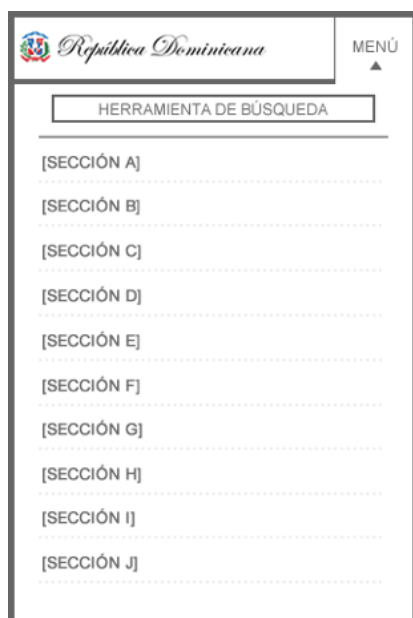 República Dominicana
MENÚ
HERRAMIENTA DE BÚSQUEDA
[SECCIÓN A]
[SECCIÓN B]
[SECCIÓN C]
[SECCIÓN D]
[SECCIÓN E]
[SECCIÓN F]
[SECCIÓN G]
[SECCIÓN H]
[SECCIÓN I]
[SECCIÓN J]